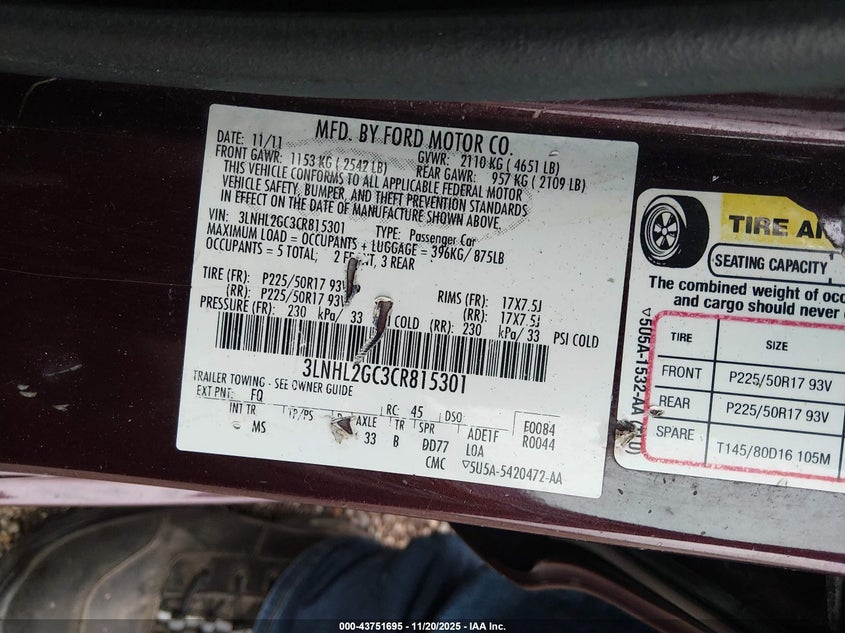 MFD. BY FORD MOTOR CO.
DATE: 11/11
GVWR: 2110 KG ( 4651 LB)
FRONT GAWR: 1153 KG ( 2542 LB)
REAR GAWR: 957 KG ( 2109 LB)
THIS VEHICLE CONFORMS TO ALL APPLICABLE FEDERAL MOTOR
VEHICLE SAFETY, BUMPER, AND THEFT PREVENTION STANDARDS
IN EFFECT ON THE DATE OF MANUFACTURE SHOWN ABOVE.
VIN: 3LNHL2GC3CR815301 TYPE: Passenger Car
MAXIMUM LOAD = OCCUPANTS + LUGGAGE = 396KG/ 875LB
OCCUPANTS = 5 TOTAL, 2 3 REAR
TIRE (FR): P225/50R17 93V RIMS (FR): 17X7.5J
(RR): P225/50R17 93V (RR): 17X7.5J
PRESSURE (FR): 230 kPa/ 33 COLD (RR): 230 kPa/ 33 PSI COLD
3LNHL2GC3CR815301
TRAILER TOWING - SEE OWNER GUIDE
EXT PNT: FQ RC: 45 DSO:
INT TR TP/PS AXLE TR SPR
MS 33 B DD77
ADETF
LOA
CMC
E0084
R0044
▽5U5A-5420472-AA
TIRE
SEATING CAPACITY
The combined weight of
and cargo should never
▽5U5A-1532-AA
TIRE SIZE
FRONT P225/50R17 93V
REAR P225/50R17 93V
SPARE T145/80D16 105M
000-43751695 - 11/20/2025 - IAA Inc.